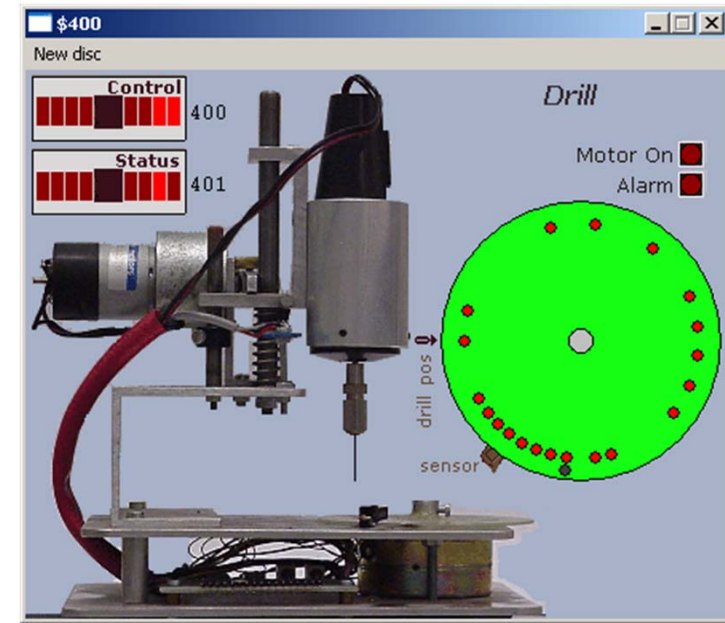 $400
New disc
Control
400
Status
401
Drill
Motor On
Alarm
drill pos
sensor